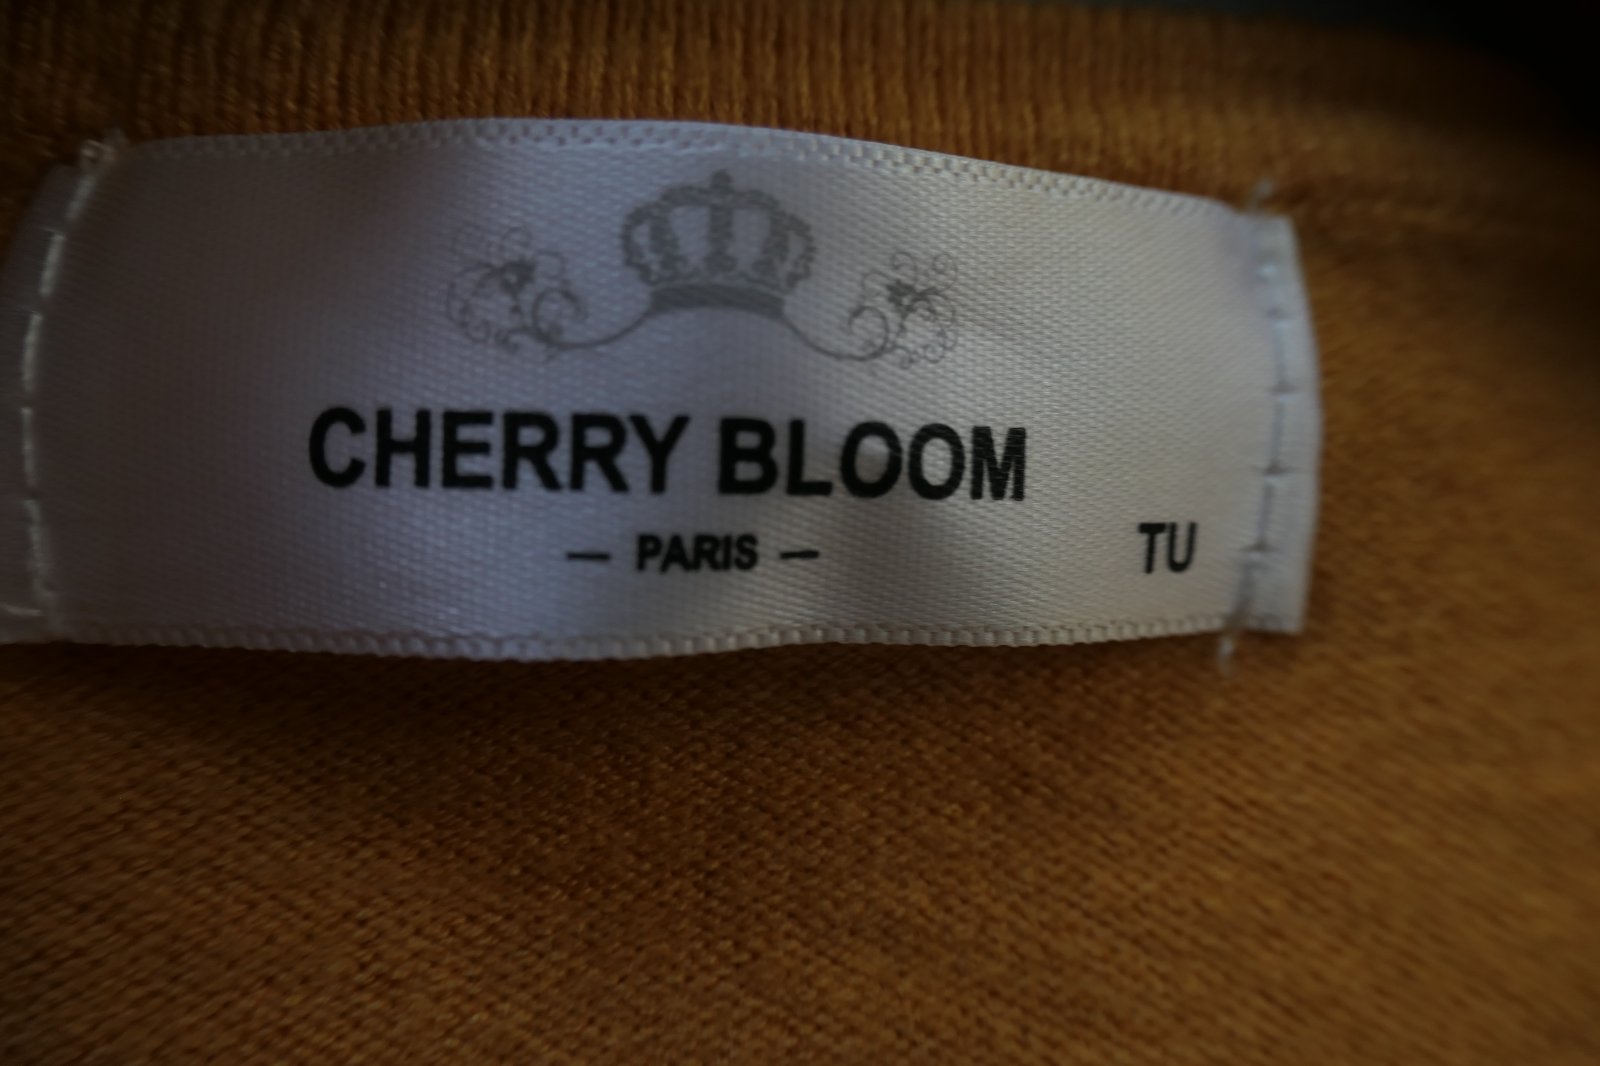 CHERRY BLOOM
— PARIS —
TU